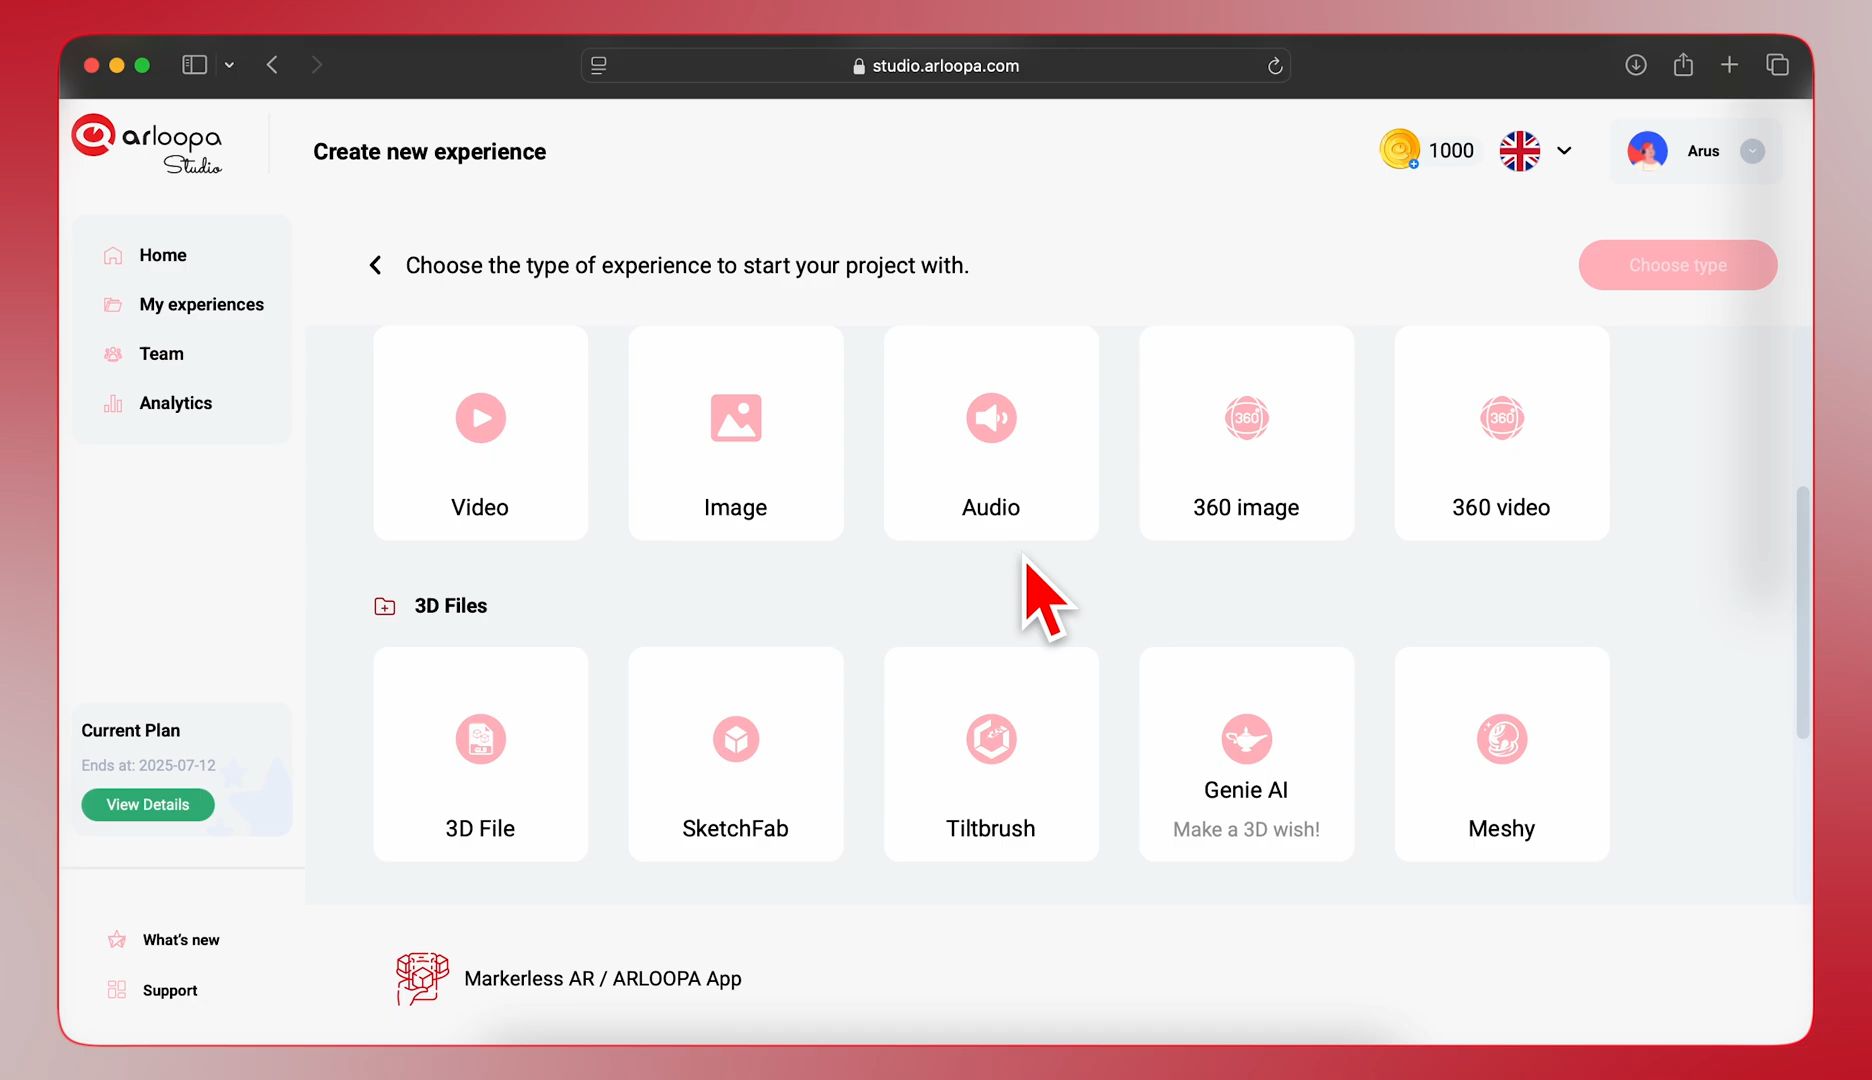 studio.arloopa.com
arloopa
Studio
Create new experience
1000
Arus
Home
My experiences
Team
Analytics
Choose the type of experience to start your project with.
Choose type
Video
Image
Audio
360°
360 image
360°
360 video
3D Files
GLB
3D File
SketchFab
Tiltbrush
Genie AI
Make a 3D wish!
Meshy
Current Plan
Ends at: 2025-07-12
View Details
What's new
Support
Markerless AR / ARLOOPA App